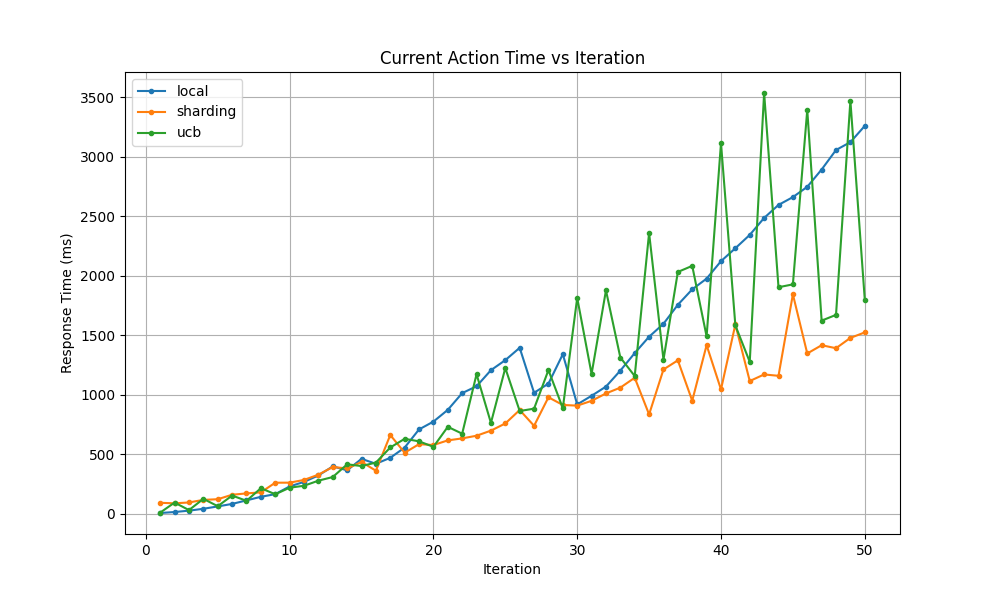 Current Action Time vs Iteration
local
sharding
ucb
3500
3000
2500
2000
1500
1000
500
0
Response Time (ms)
0 10 20 30 40 50
Iteration